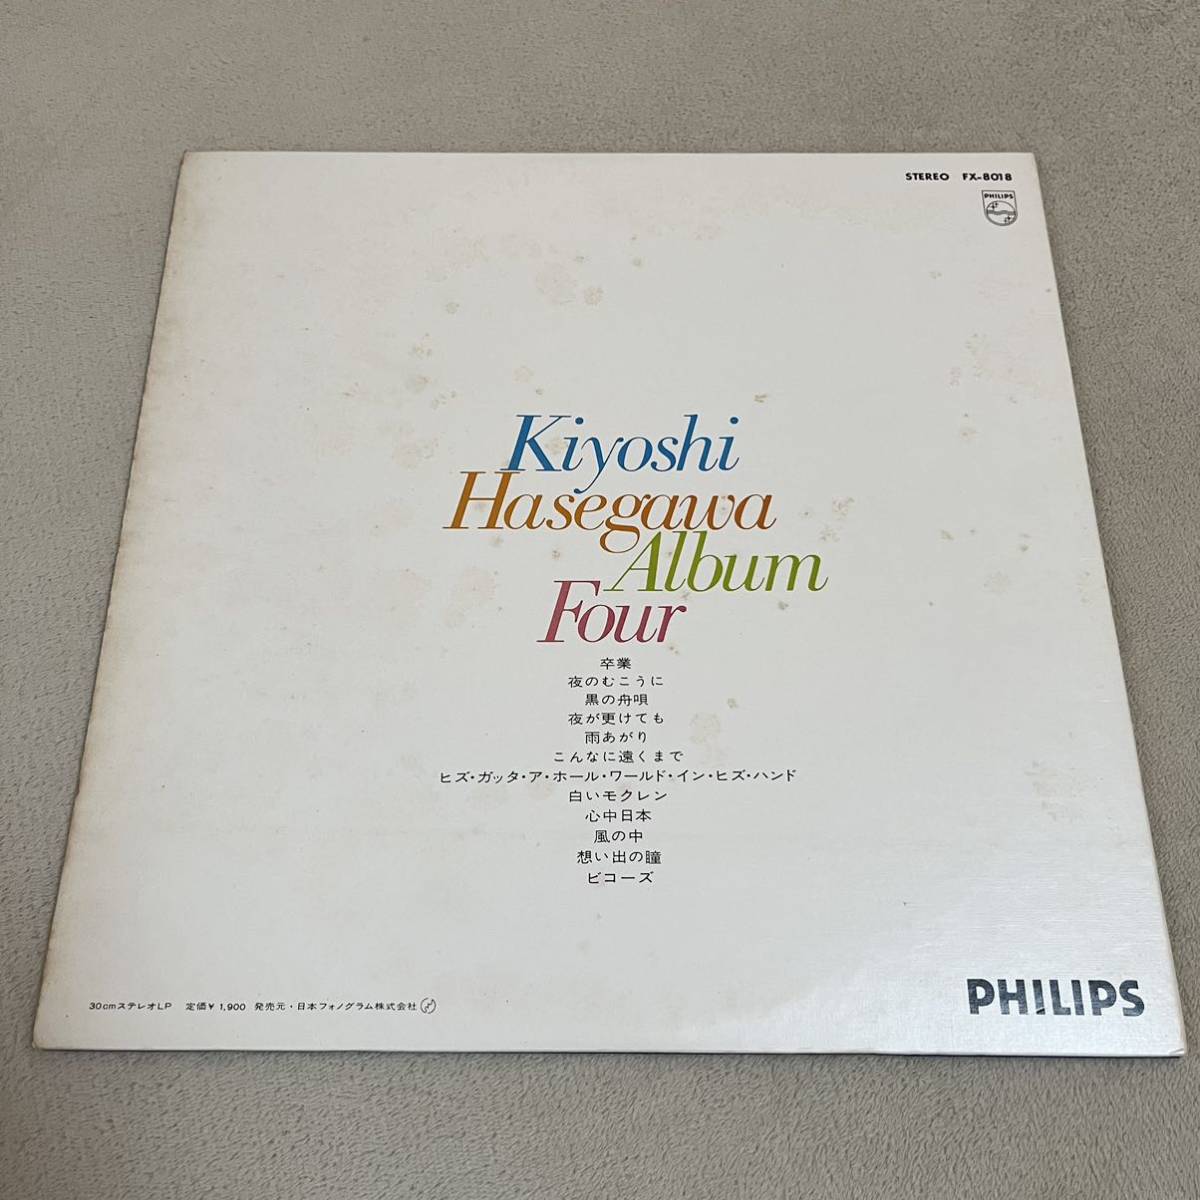 STEREO FX-8018
PHILIPS
Kiyoshi
Hasegawa
Album
Four
卒業
夜のむこうに
黒の舟唄
夜が更けても
雨あがり
こんなに遠くまで
ヒズ・ガッタ・ア・ホール・ワールド・イン・ヒズ・ハンド
白いモクレン
心中日本
風の中
想い出の瞳
ビコーズ
30cmステレオLP 定価¥1,900 発売元・日本フォノグラム株式会社
PHILIPS